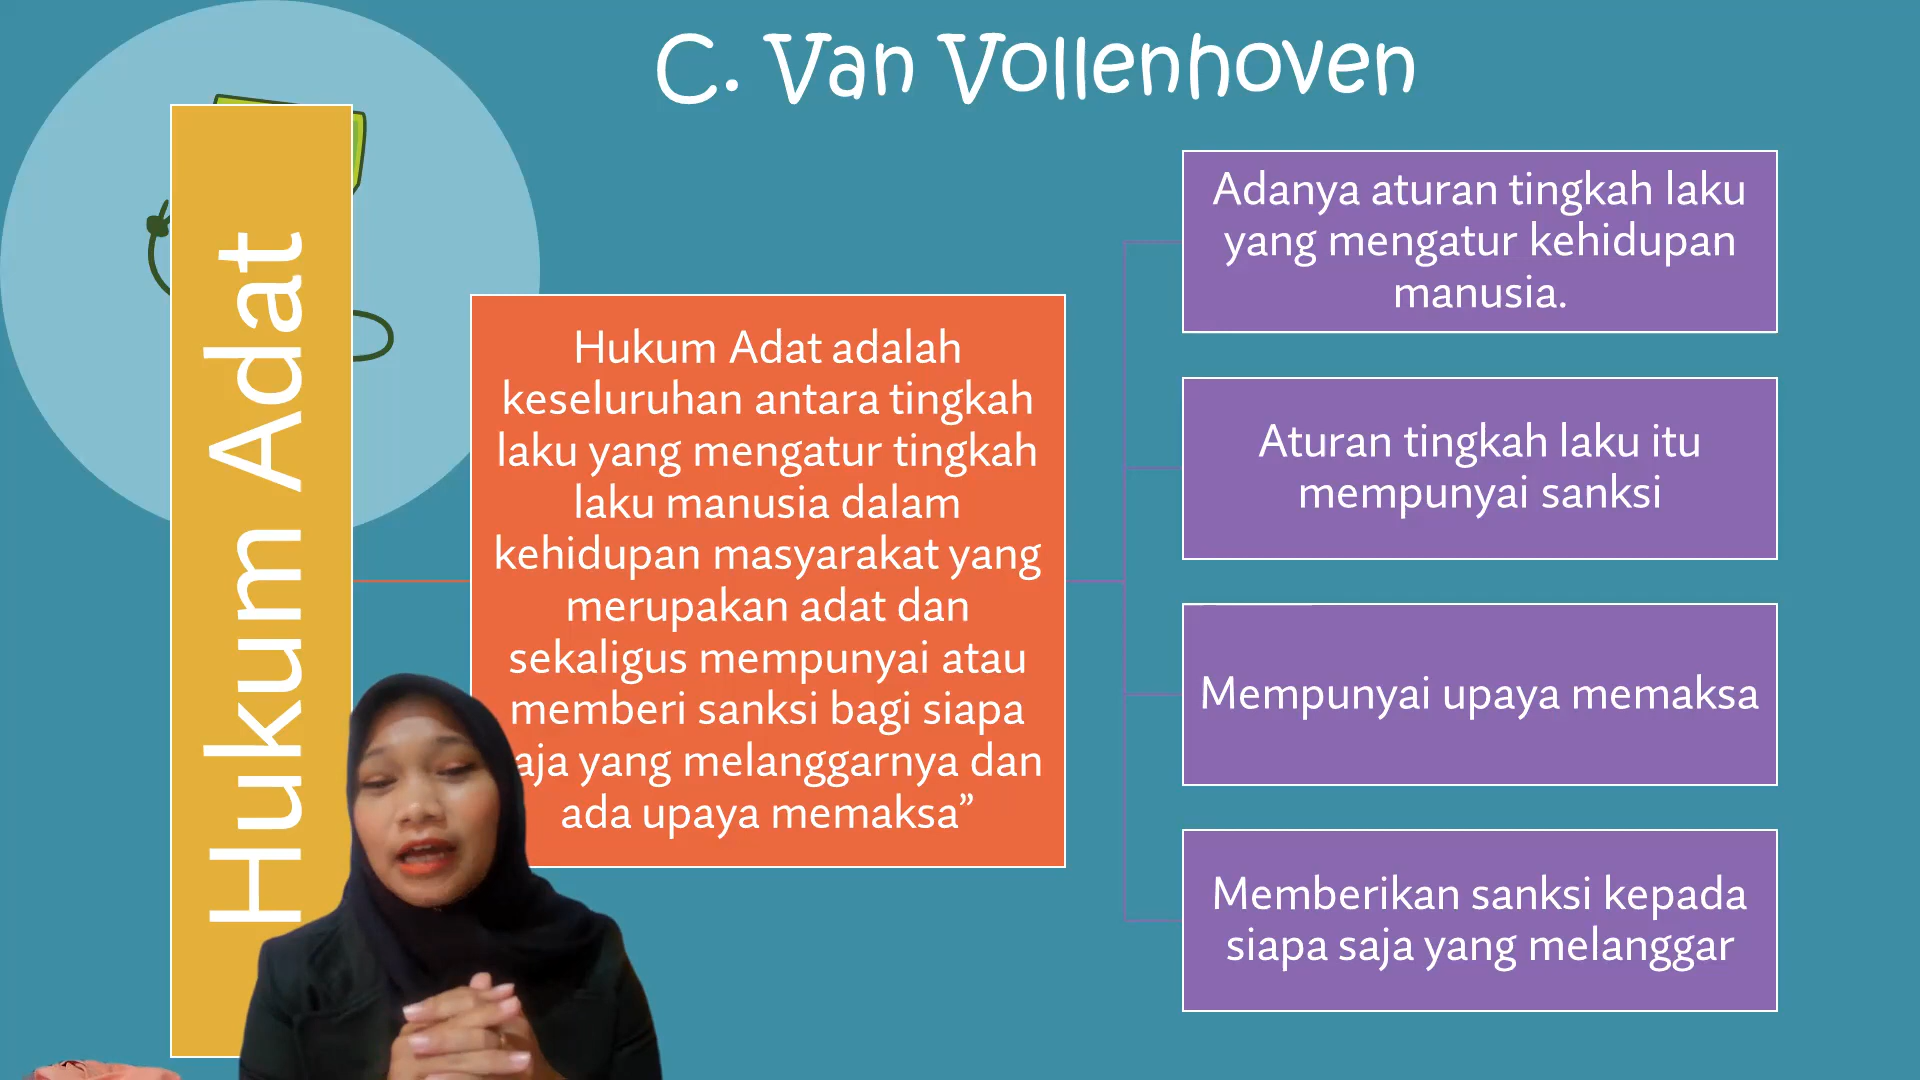 C. Van Vollenhoven
Hukum Adat
Hukum Adat adalah
keseluruhan antara tingkah
laku yang mengatur tingkah
laku manusia dalam
kehidupan masyarakat yang
merupakan adat dan
sekaligus mempunyai atau
memberi sanksi bagi siapa
aja yang melanggarnya dan
ada upaya memaksa”
Adanya aturan tingkah laku
yang mengatur kehidupan
manusia.
Aturan tingkah laku itu
mempunyai sanksi
Mempunyai upaya memaksa
Memberikan sanksi kepada
siapa saja yang melanggar